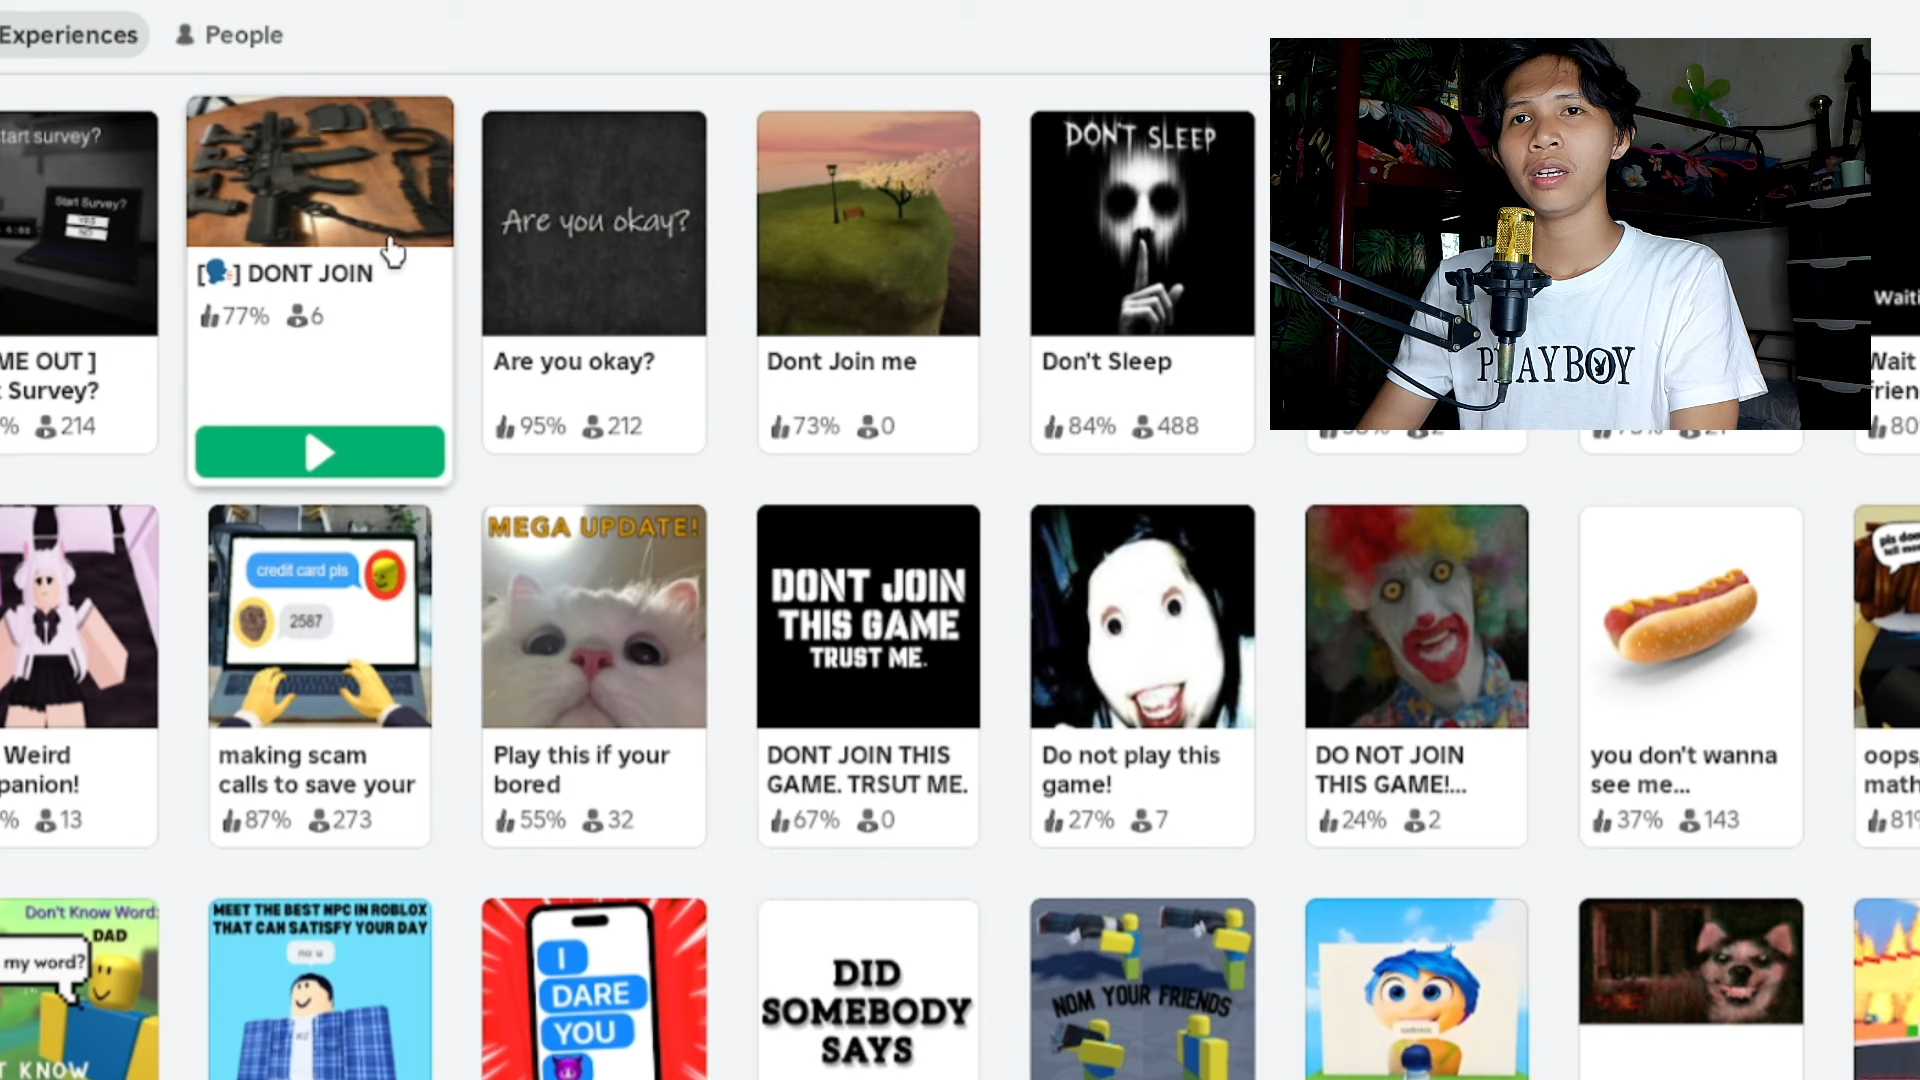 Experiences
People
tart survey?
Start Survey?
YES
NO
ME OUT ]
Survey?
%
214
[🗣] DONT JOIN
77%
6
Are you okay?
Are you okay?
95%
212
Dont Join me
73%
0
DON'T SLEEP
Don't Sleep
84%
488
PLAYBOY
Waiti
Wait
frien
80
Weird
panion!
%
13
credit card pls
2587
making scam
calls to save your
87%
273
MEGA UPDATE!
Play this if your
bored
55%
32
DONT JOIN
THIS GAME
TRUST ME.
DONT JOIN THIS
GAME. TRSUT ME.
67%
0
Do not play this
game!
27%
7
DO NOT JOIN
THIS GAME!...
24%
2
you don't wanna
see me...
37%
143
oops,
math
81%
Don't Know Word:
DAD
my word?
T KNOW
MEET THE BEST NPC IN ROBLOX
THAT CAN SATISFY YOUR DAY
no u
I
DARE
YOU
DID
SOMEBODY
SAYS
NOM YOUR FRIENDS
sadness